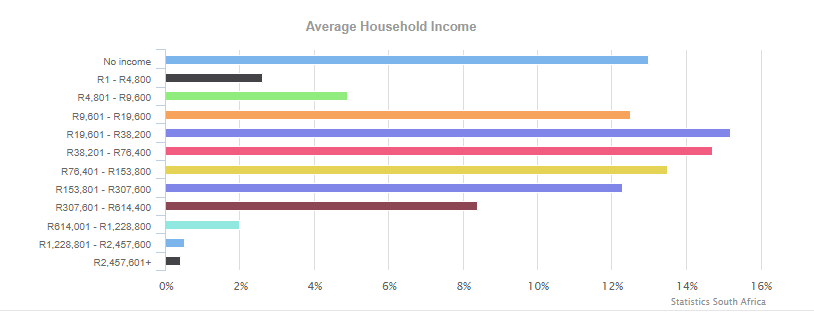 Average Household Income
No income
R1 - R4,800
R4,801 - R9,600
R9,601 - R19,600
R19,601 - R38,200
R38,201 - R76,400
R76,401 - R153,800
R153,801 - R307,600
R307,601 - R614,400
R614,001 - R1,228,800
R1,228,801 - R2,457,600
R2,457,601+
0% 2% 4% 6% 8% 10% 12% 14% 16%
Statistics South Africa